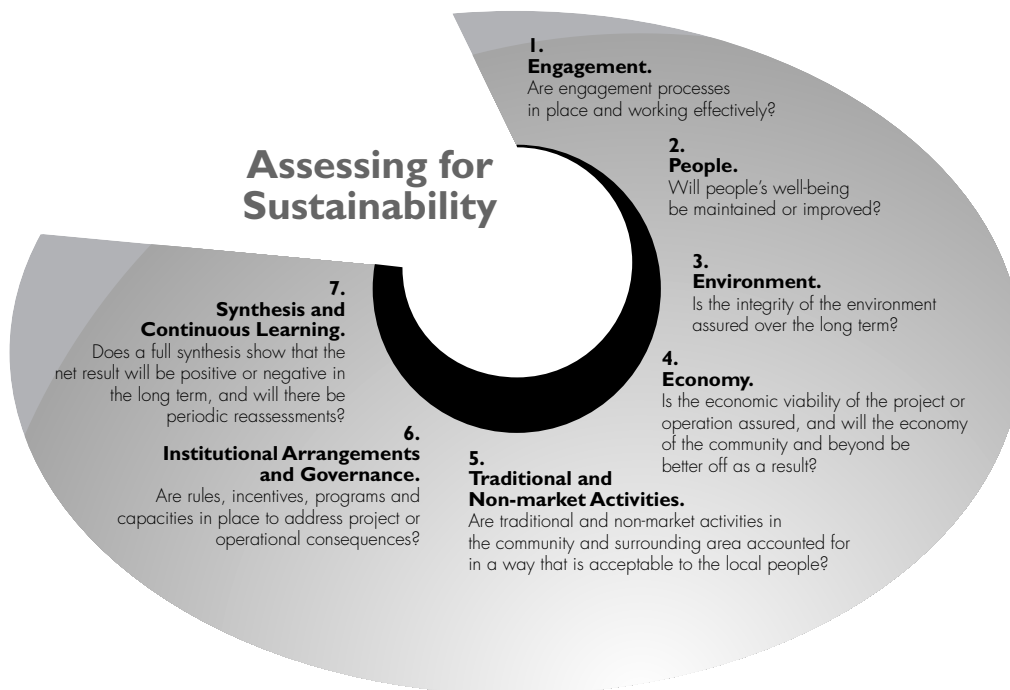 Assessing for
Sustainability
1.
Engagement.
Are engagement processes
in place and working effectively?
2.
People.
Will people’s well-being
be maintained or improved?
3.
Environment.
Is the integrity of the environment
assured over the long term?
4.
Economy.
Is the economic viability of the project or
operation assured, and will the economy
of the community and beyond be
better off as a result?
5.
Traditional and
Non-market Activities.
Are traditional and non-market activities in
the community and surrounding area accounted for
in a way that is acceptable to the local people?
6.
Institutional Arrangements
and Governance.
Are rules, incentives, programs and
capacities in place to address project or
operational consequences?
7.
Synthesis and
Continuous Learning.
Does a full synthesis show that the
net result will be positive or negative in
the long term, and will there be
periodic reassessments?